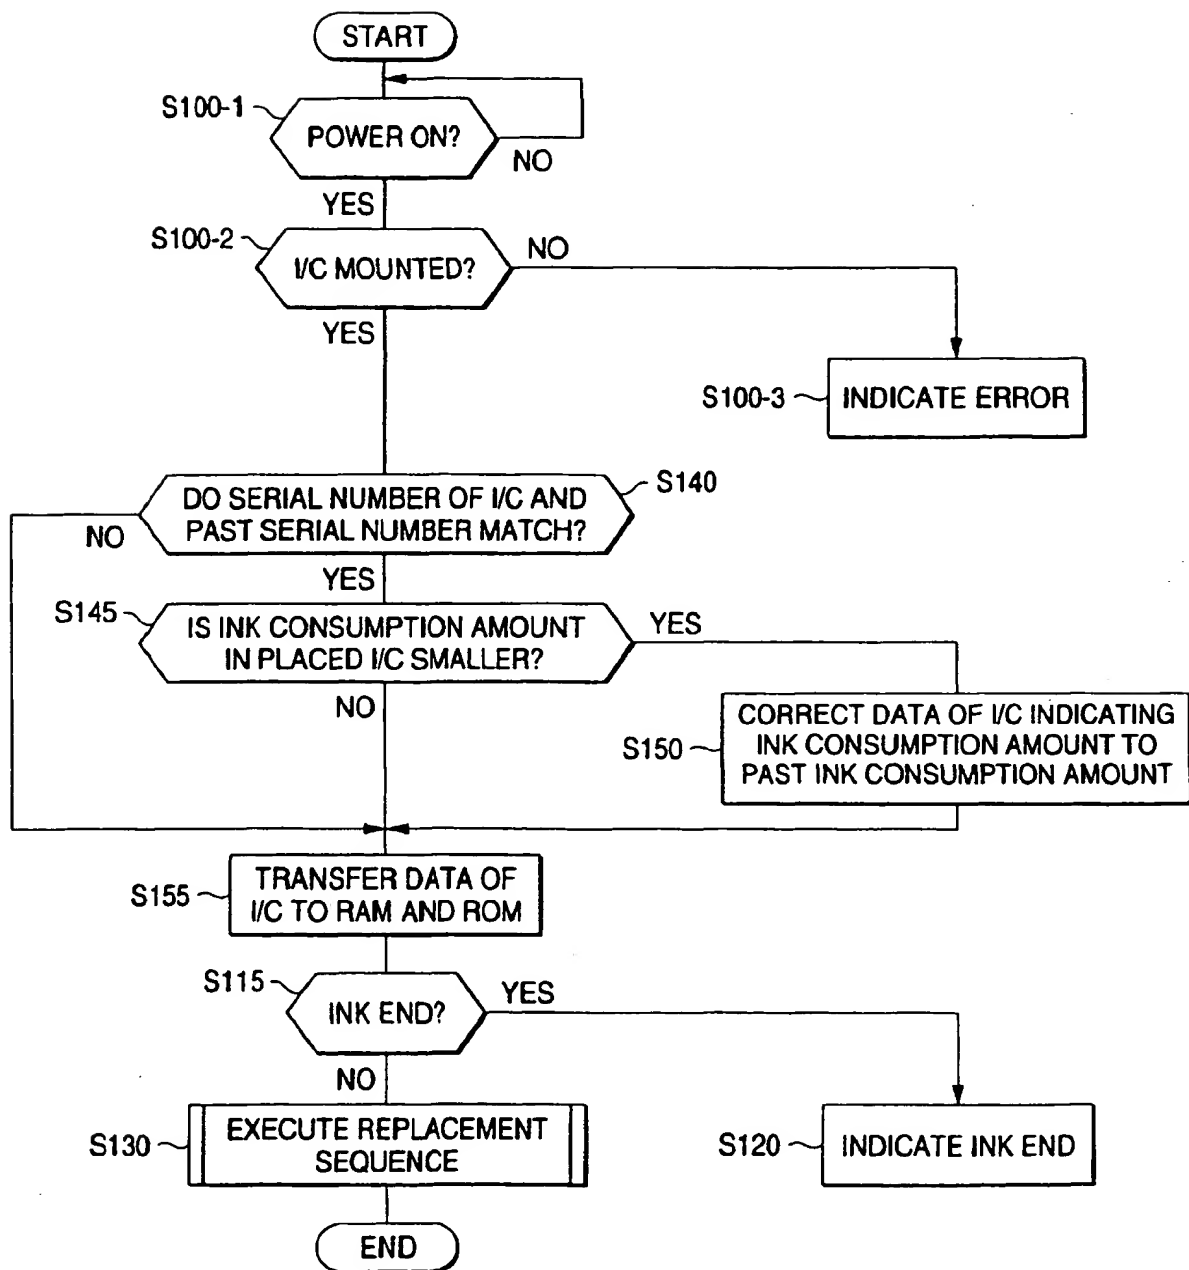 START
S100-1
POWER ON?
NO
YES
S100-2
I/C MOUNTED?
NO
YES
S100-3
INDICATE ERROR
DO SERIAL NUMBER OF I/C AND
PAST SERIAL NUMBER MATCH?
S140
NO
YES
S145
IS INK CONSUMPTION AMOUNT
IN PLACED I/C SMALLER?
YES
NO
S150
CORRECT DATA OF I/C INDICATING
INK CONSUMPTION AMOUNT TO
PAST INK CONSUMPTION AMOUNT
S155
TRANSFER DATA OF
I/C TO RAM AND ROM
S115
INK END?
YES
NO
S130
EXECUTE REPLACEMENT
SEQUENCE
S120
INDICATE INK END
END